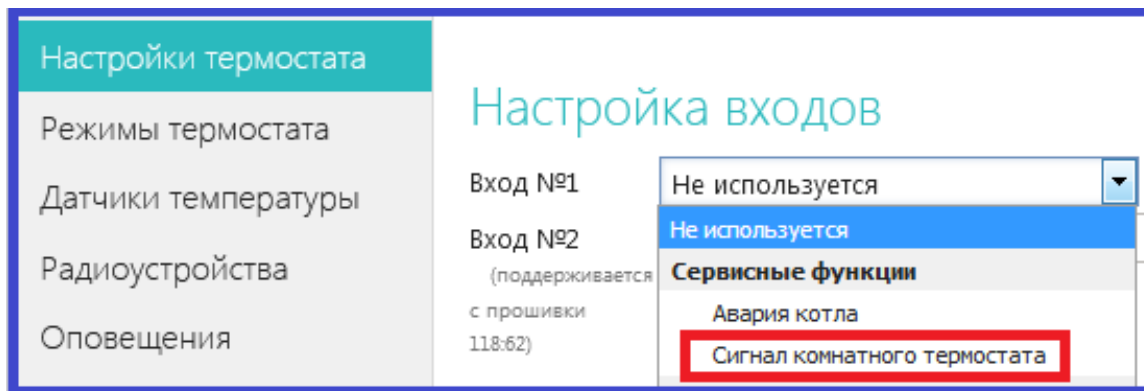 Настройки термостата
Режимы термостата
Датчики температуры
Радиоустройства
Оповещения
Настройка входов
Вход №1
Не используется
Вход №2
(поддерживается
с прошивки
118:62)
Не используется
Сервисные функции
Авария котла
Сигнал комнатного термостата